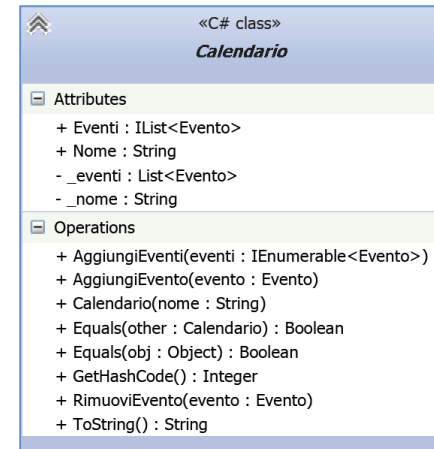 «C# class»
Calendario
Attributes
+ Eventi : IList<Evento>
+ Nome : String
- _eventi : List<Evento>
- _nome : String
Operations
+ AggiungiEventi(eventi : IEnumerable<Evento>)
+ AggiungiEvento(evento : Evento)
+ Calendario(nome : String)
+ Equals(other : Calendario) : Boolean
+ Equals(obj : Object) : Boolean
+ GetHashCode() : Integer
+ RimuoviEvento(evento : Evento)
+ ToString() : String